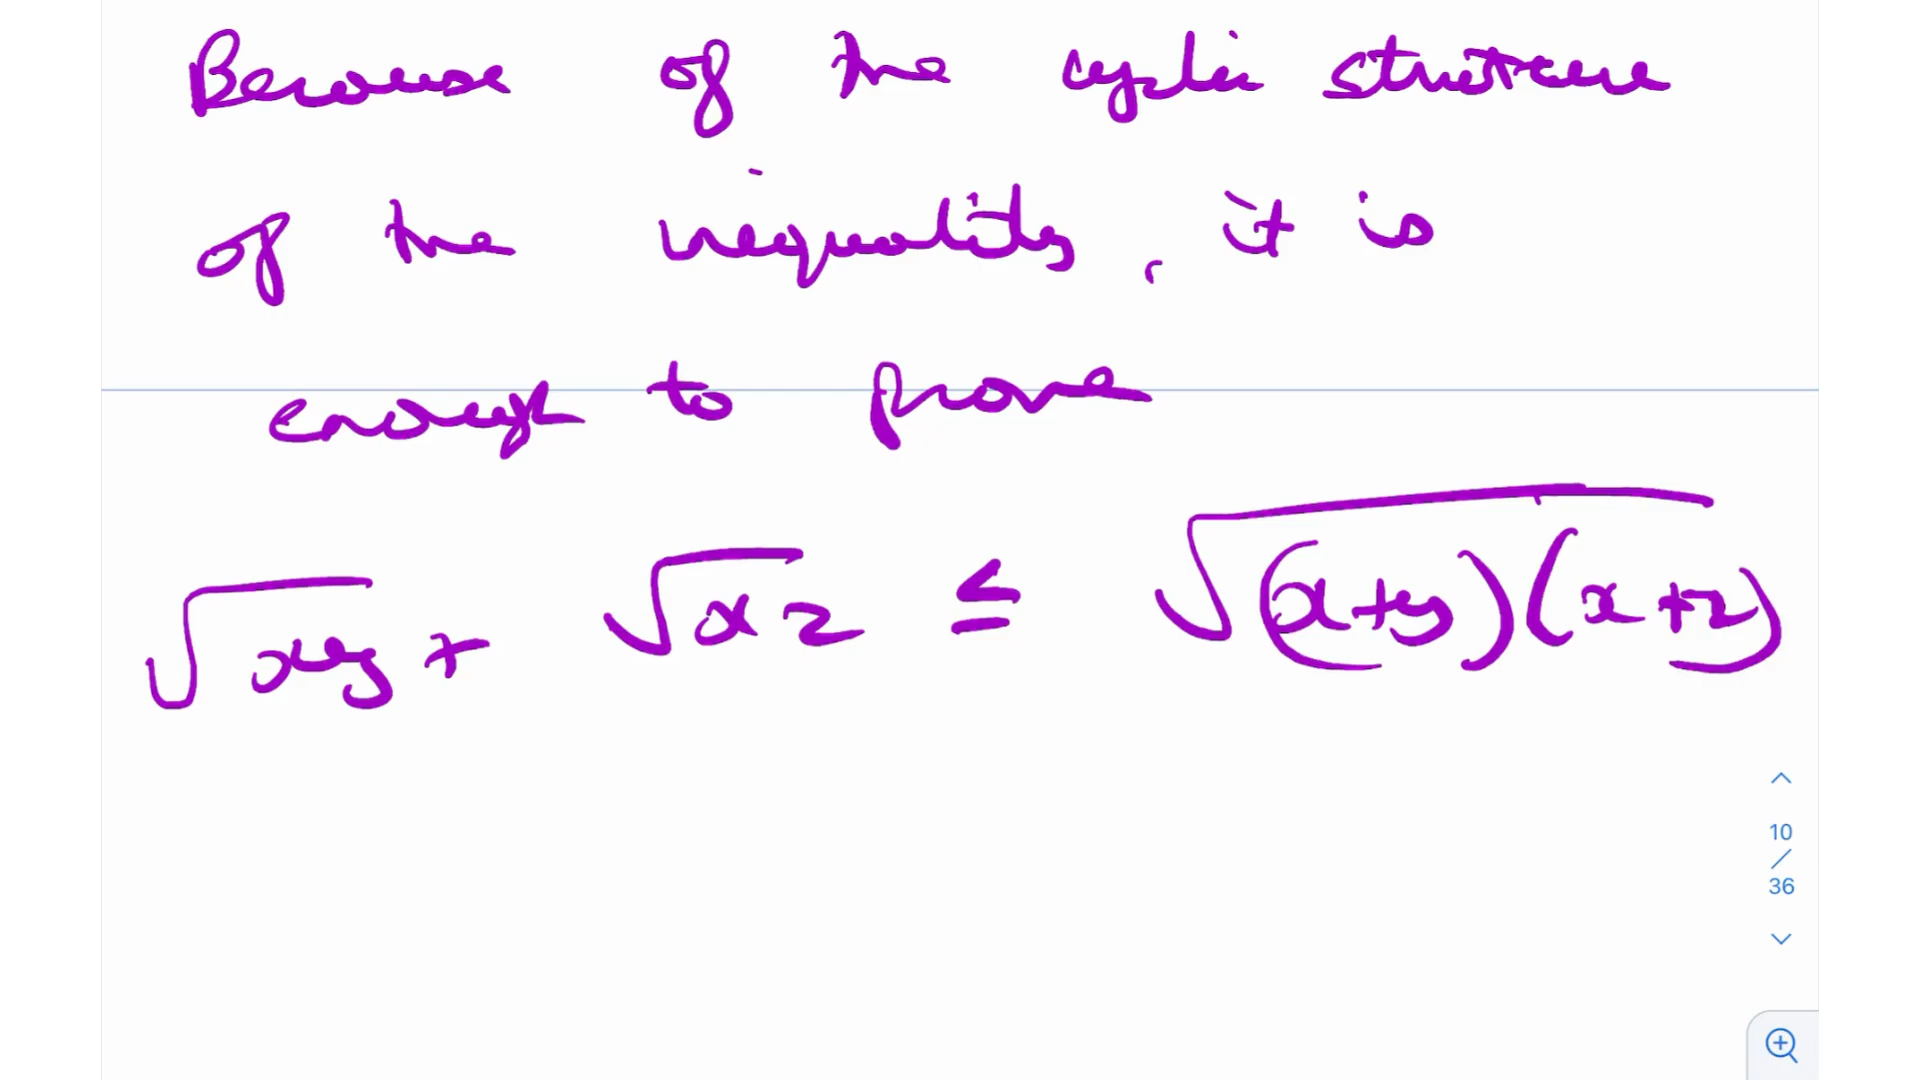 Because of the cyclic structure
of the inequality, it is
enough to prove
√xy + √xz ≤ √(x+y)(x+z)
10
/
36